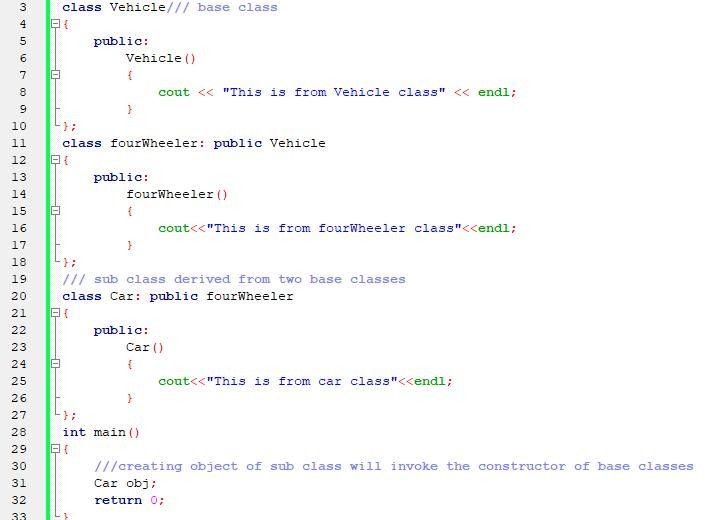 3 class Vehicle/// base class
4 {
5 public:
6 Vehicle()
7 {
8 cout << "This is from Vehicle class" << endl;
9 }
10 };
11 class fourWheeler: public Vehicle
12 {
13 public:
14 fourWheeler()
15 {
16 cout<<"This is from fourWheeler class"<<endl;
17 }
18 };
19 /// sub class derived from two base classes
20 class Car: public fourWheeler
21 {
22 public:
23 Car()
24 {
25 cout<<"This is from car class"<<endl;
26 }
27 };
28 int main()
29 {
30 ///creating object of sub class will invoke the constructor of base classes
31 Car obj;
32 return 0;
33 }